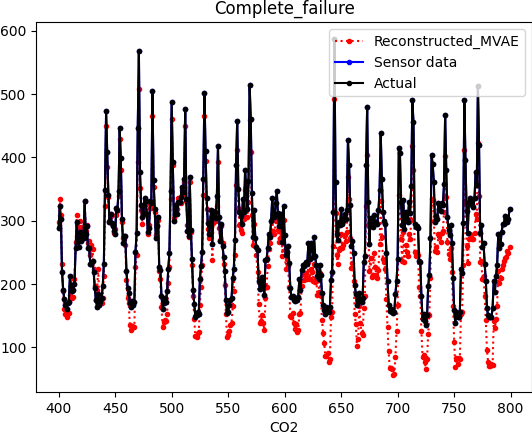 Complete_failure
Reconstructed_MVAE
Sensor data
Actual
600
500
400
300
200
100
400 450 500 550 600 650 700 750 800
CO2